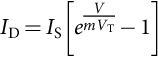 I_D = I_S [ e^{V / (mV_T)} − 1 ]